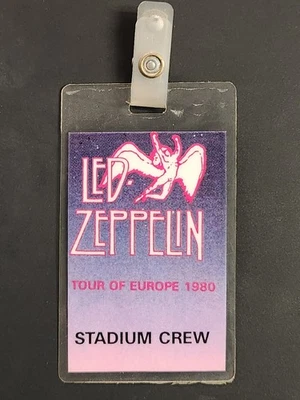 LED-
ZEPPELIN
TOUR OF EUROPE 1980
STADIUM CREW